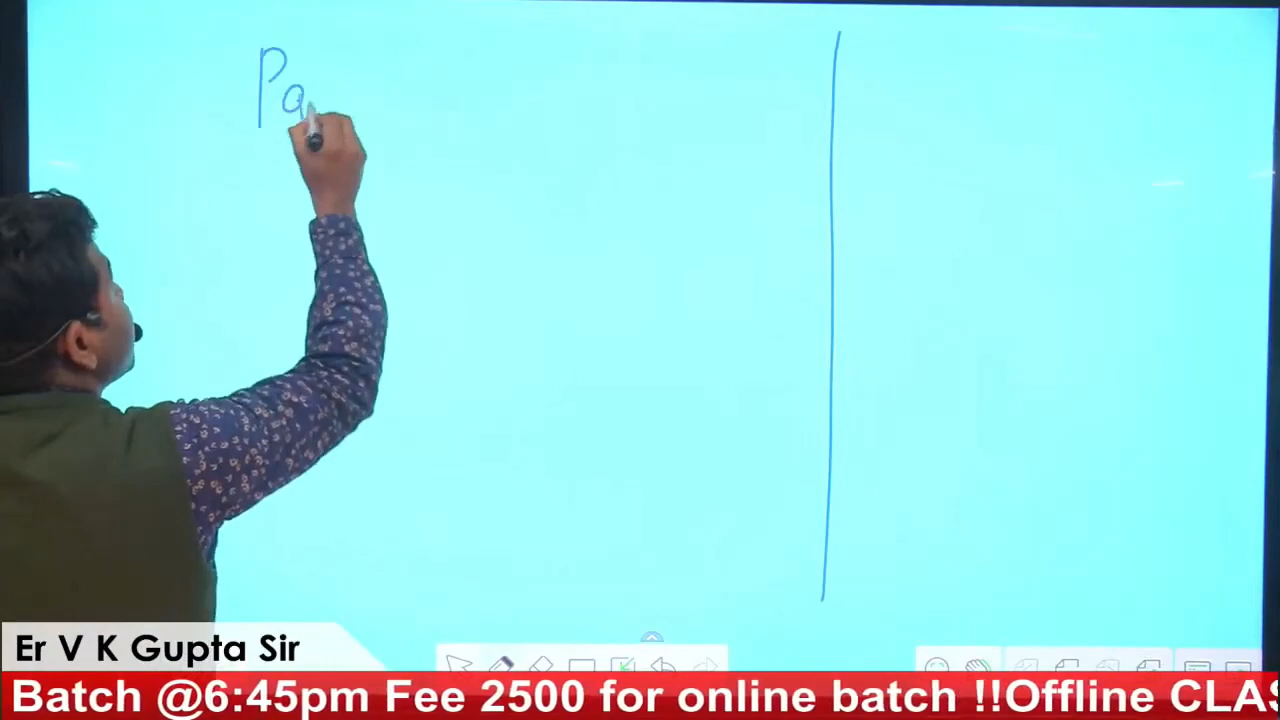 Pa
Er V K Gupta Sir
Batch @6:45pm Fee 2500 for online batch !!Offline CLAS